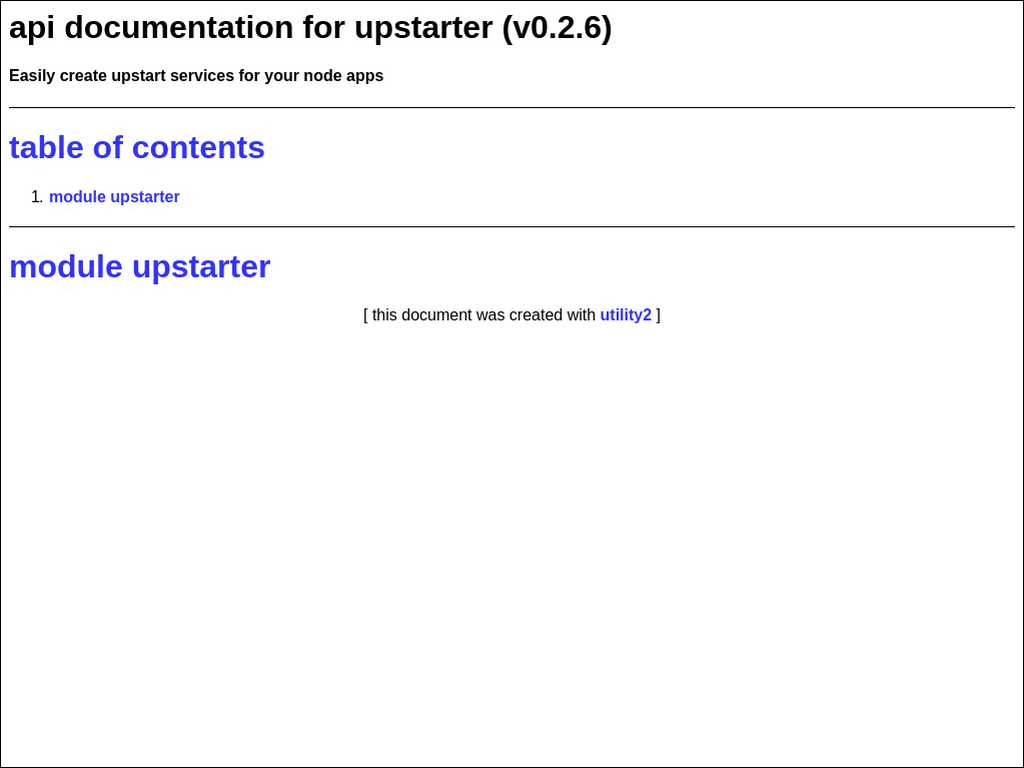 api documentation for upstarter (v0.2.6)
Easily create upstart services for your node apps
table of contents
1. module upstarter
module upstarter
[ this document was created with utility2 ]